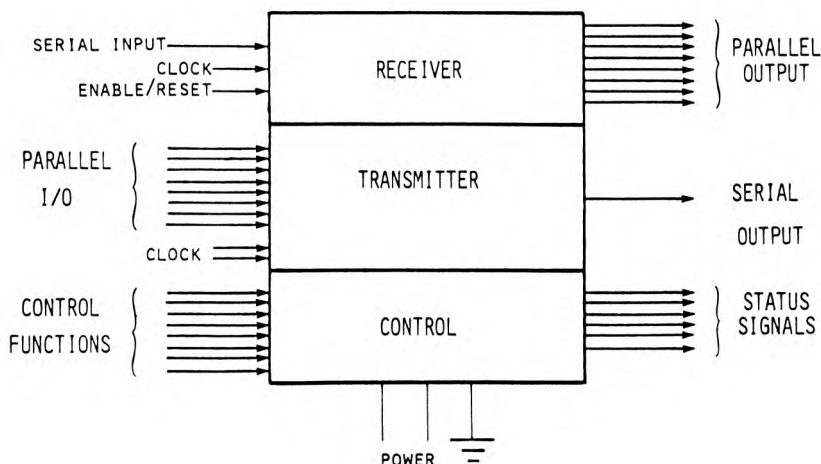 SERIAL INPUT
CLOCK
ENABLE/RESET
RECEIVER
PARALLEL
OUTPUT
PARALLEL
I/O
TRANSMITTER
SERIAL
OUTPUT
CLOCK
CONTROL
FUNCTIONS
CONTROL
STATUS
SIGNALS
POWER